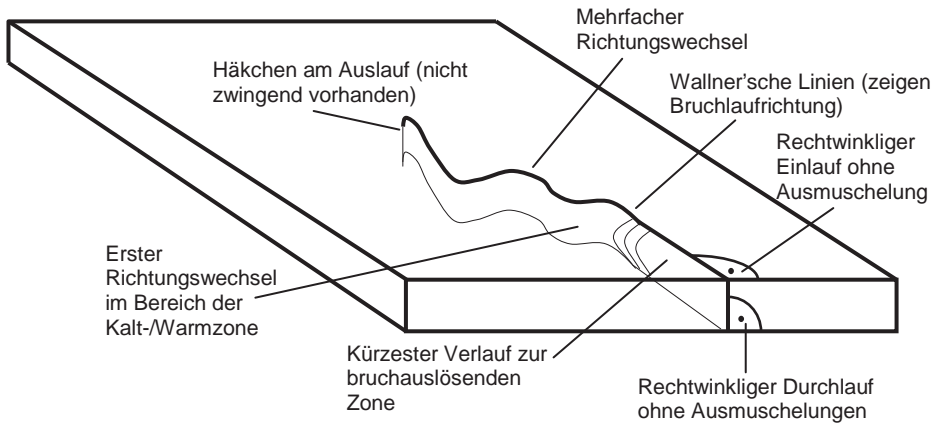 Mehrfacher
Richtungswechsel
Häkchen am Auslauf (nicht
zwingend vorhanden)
Wallner'sche Linien (zeigen
Bruchlaufrichtung)
Rechtwinkliger
Einlauf ohne
Ausmuschelung
Erster
Richtungswechsel
im Bereich der
Kalt-/Warmzone
Kürzester Verlauf zur
bruchauslösenden
Zone
Rechtwinkliger Durchlauf
ohne Ausmuschelungen